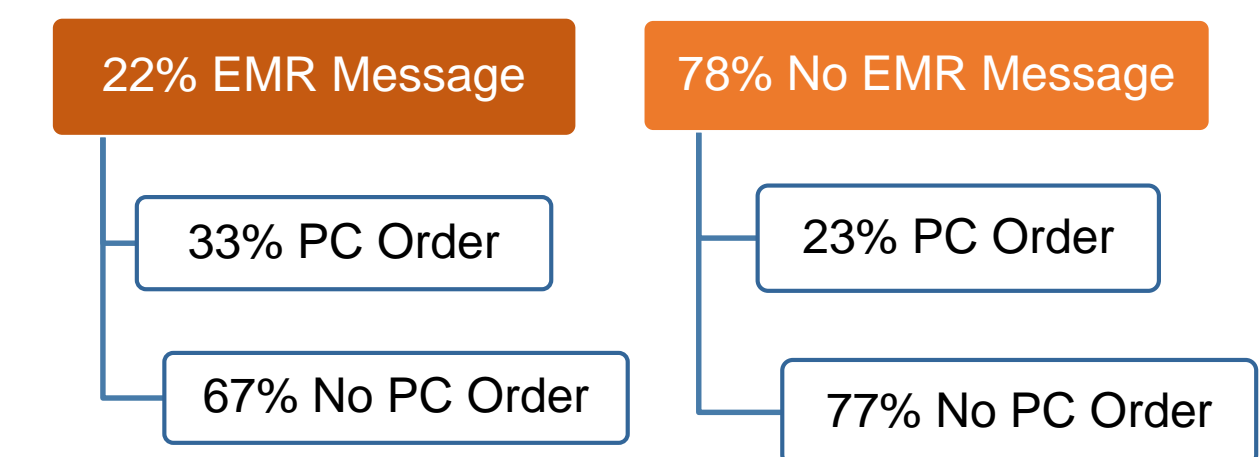 22% EMR Message
33% PC Order
67% No PC Order
78% No EMR Message
23% PC Order
77% No PC Order